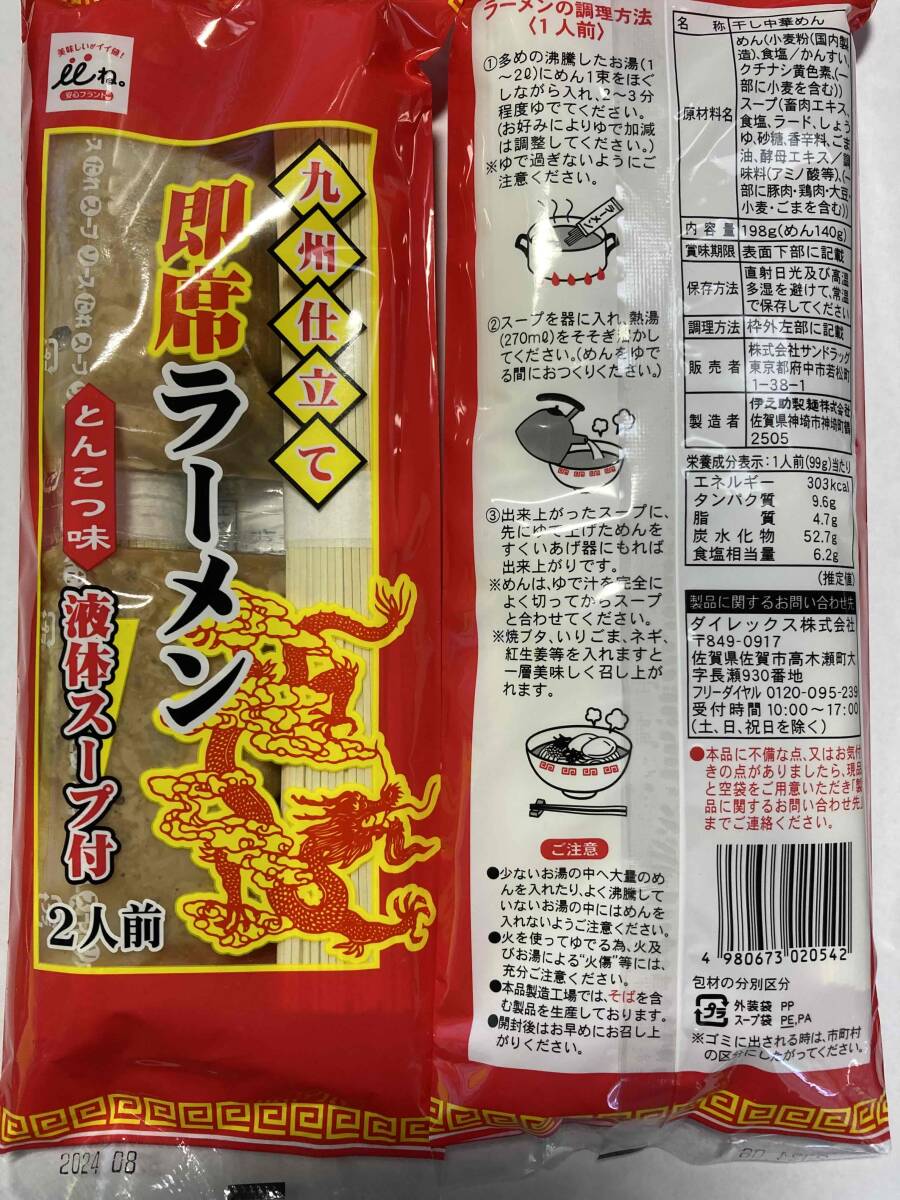 美味しいがイイ値!
iiね。
安心ブランド
九州仕立て
即席ラーメン
とんこつ味
液体スープ付
2人前
2024 08
ラーメンの調理方法
〈1人前〉
①多めの沸騰したお湯(1
〜2ℓ)にめん1束をほぐ
しながら入れ、2〜3分
程度ゆでてください。
(お好みによりゆで加減
は調整してください。)
※ゆで過ぎないようにご
注意ください。
ラーメン
②スープを器に入れ、熱湯
(270mℓ)をそそぎ溶かし
てください。(めんをゆで
る間におつくりください。)
③出来上がったスープに、
先にゆで上げためんを
すくいあげ器にもれば
出来上がりです。
※めんは、ゆで汁を完全に
よく切ってからスープ
と合わせてください。
※焼ブタ、いりごま、ネギ、
紅生姜等を入れますと
一層美味しく召し上が
れます。
ご注意
●少ないお湯の中へ大量のめ
んを入れたり、よく沸騰して
いないお湯の中にはめんを
入れないようご注意ください。
●火を使ってゆでる為、火及
びお湯による“火傷”等には、
充分ご注意ください。
●本品製造工場では、そばを含
む製品を生産しております。
●開封後はお早めにお召し上
がりください。
名称 干し中華めん
原材料名 めん(小麦粉(国内製
造)、食塩/かんすい、
クチナシ黄色素、(一
部に小麦を含む))
スープ(畜肉エキス、
食塩、ラード、しょう
ゆ、砂糖、香辛料、ごま
油、酵母エキス/調
味料(アミノ酸等)、(一
部に豚肉・鶏肉・大豆・
小麦・ごまを含む))
内容量 198g(めん140g)
賞味期限 表面下部に記載
保存方法 直射日光及び高温
多湿を避けて、常温
で保存してください
調理方法 枠外左部に記載
販売者 株式会社サンドラッグ
東京都府中市若松町
1-38-1
製造者 伊之助製麺株式会社
佐賀県神埼市神埼町鶴
2505
栄養成分表示:1人前(99g)当たり
エネルギー 303kcal
タンパク質 9.6g
脂質 4.7g
炭水化物 52.7g
食塩相当量 6.2g
(推定値)
製品に関するお問い合わせ先
ダイレックス株式会社
〒849-0917
佐賀県佐賀市高木瀬町大
字長瀬930番地
フリーダイヤル 0120-095-239
受付時間 10:00〜17:00
(土、日、祝日を除く)
●本品に不備な点、又はお気付
きの点がありましたら、現品
と空袋をご用意いただき「製
品に関するお問い合わせ先」
までご連絡ください。
4 980673 020542
包材の分別区分
プラ 外装袋 PP
スープ袋 PE,PA
※ゴミに出される時は、市町村
の区分にしたがってください。